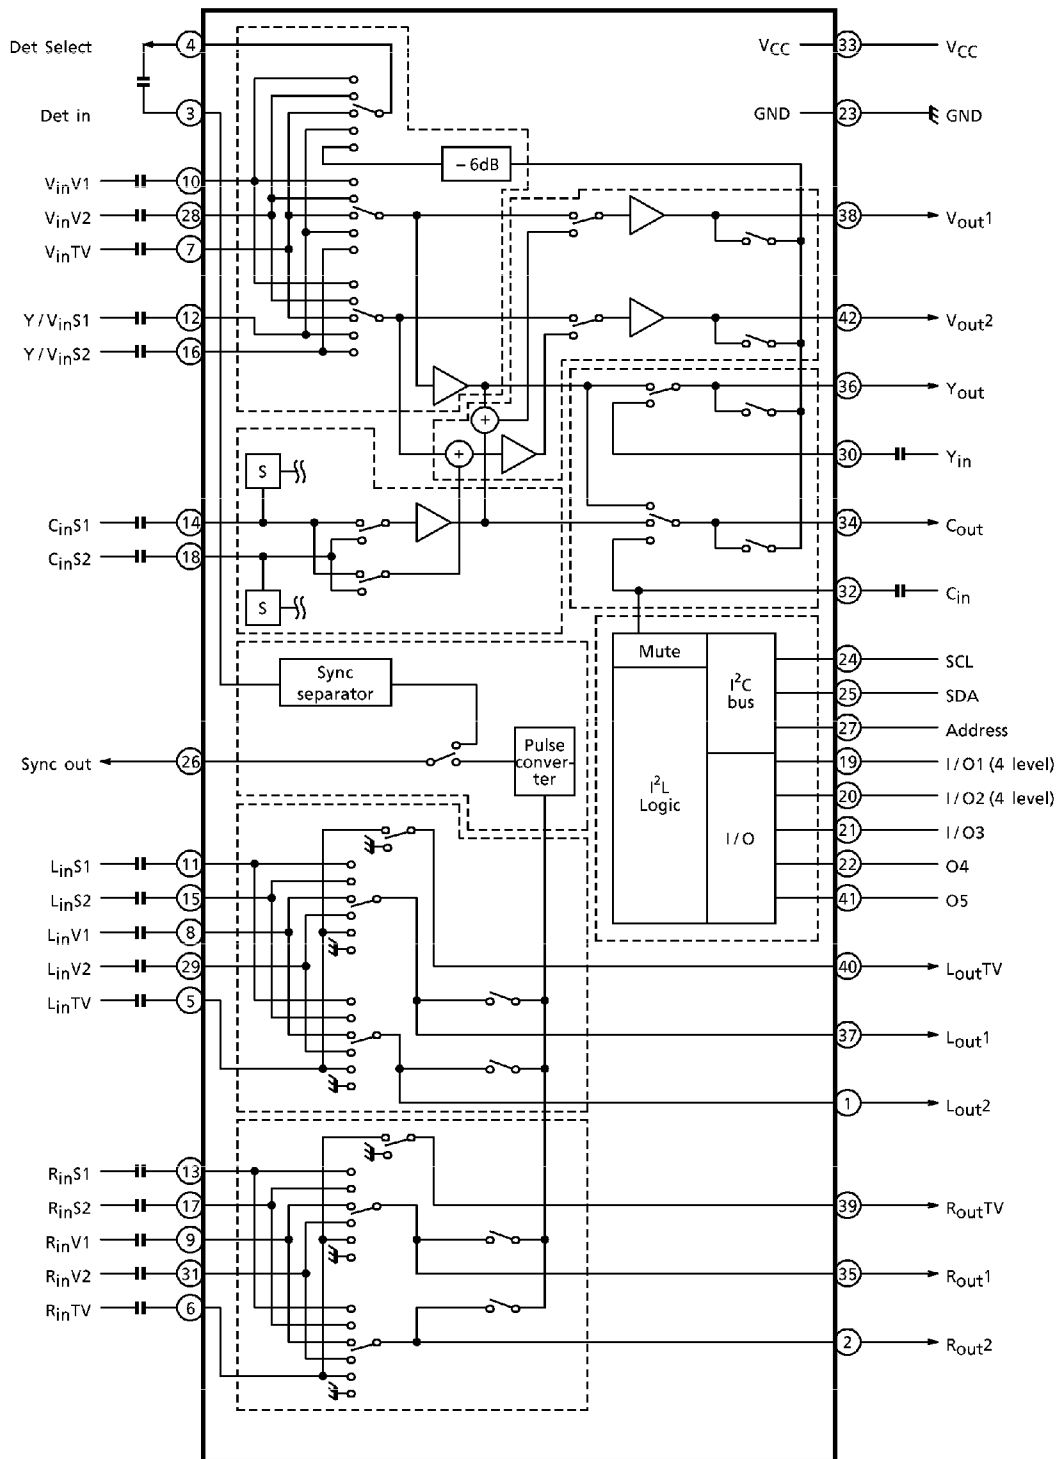 Det Select 4
Det in 3
VinV1 10
VinV2 28
VinTV 7
Y/VinS1 12
Y/VinS2 16
CinS1 14
CinS2 18
Sync out 26
LinS1 11
LinS2 15
LinV1 8
LinV2 29
LinTV 5
RinS1 13
RinS2 17
RinV1 9
RinV2 31
RinTV 6
−6dB
+
+
S
S
Sync
separator
Pulse
conver-
ter
Mute
I²C
bus
I²L
Logic
I/O
VCC 33 VCC
GND 23 GND
38 Vout1
42 Vout2
36 Yout
30 Yin
34 Cout
32 Cin
24 SCL
25 SDA
27 Address
19 I/O1 (4 level)
20 I/O2 (4 level)
21 I/O3
22 O4
41 O5
40 LoutTV
37 Lout1
1 Lout2
39 RoutTV
35 Rout1
2 Rout2